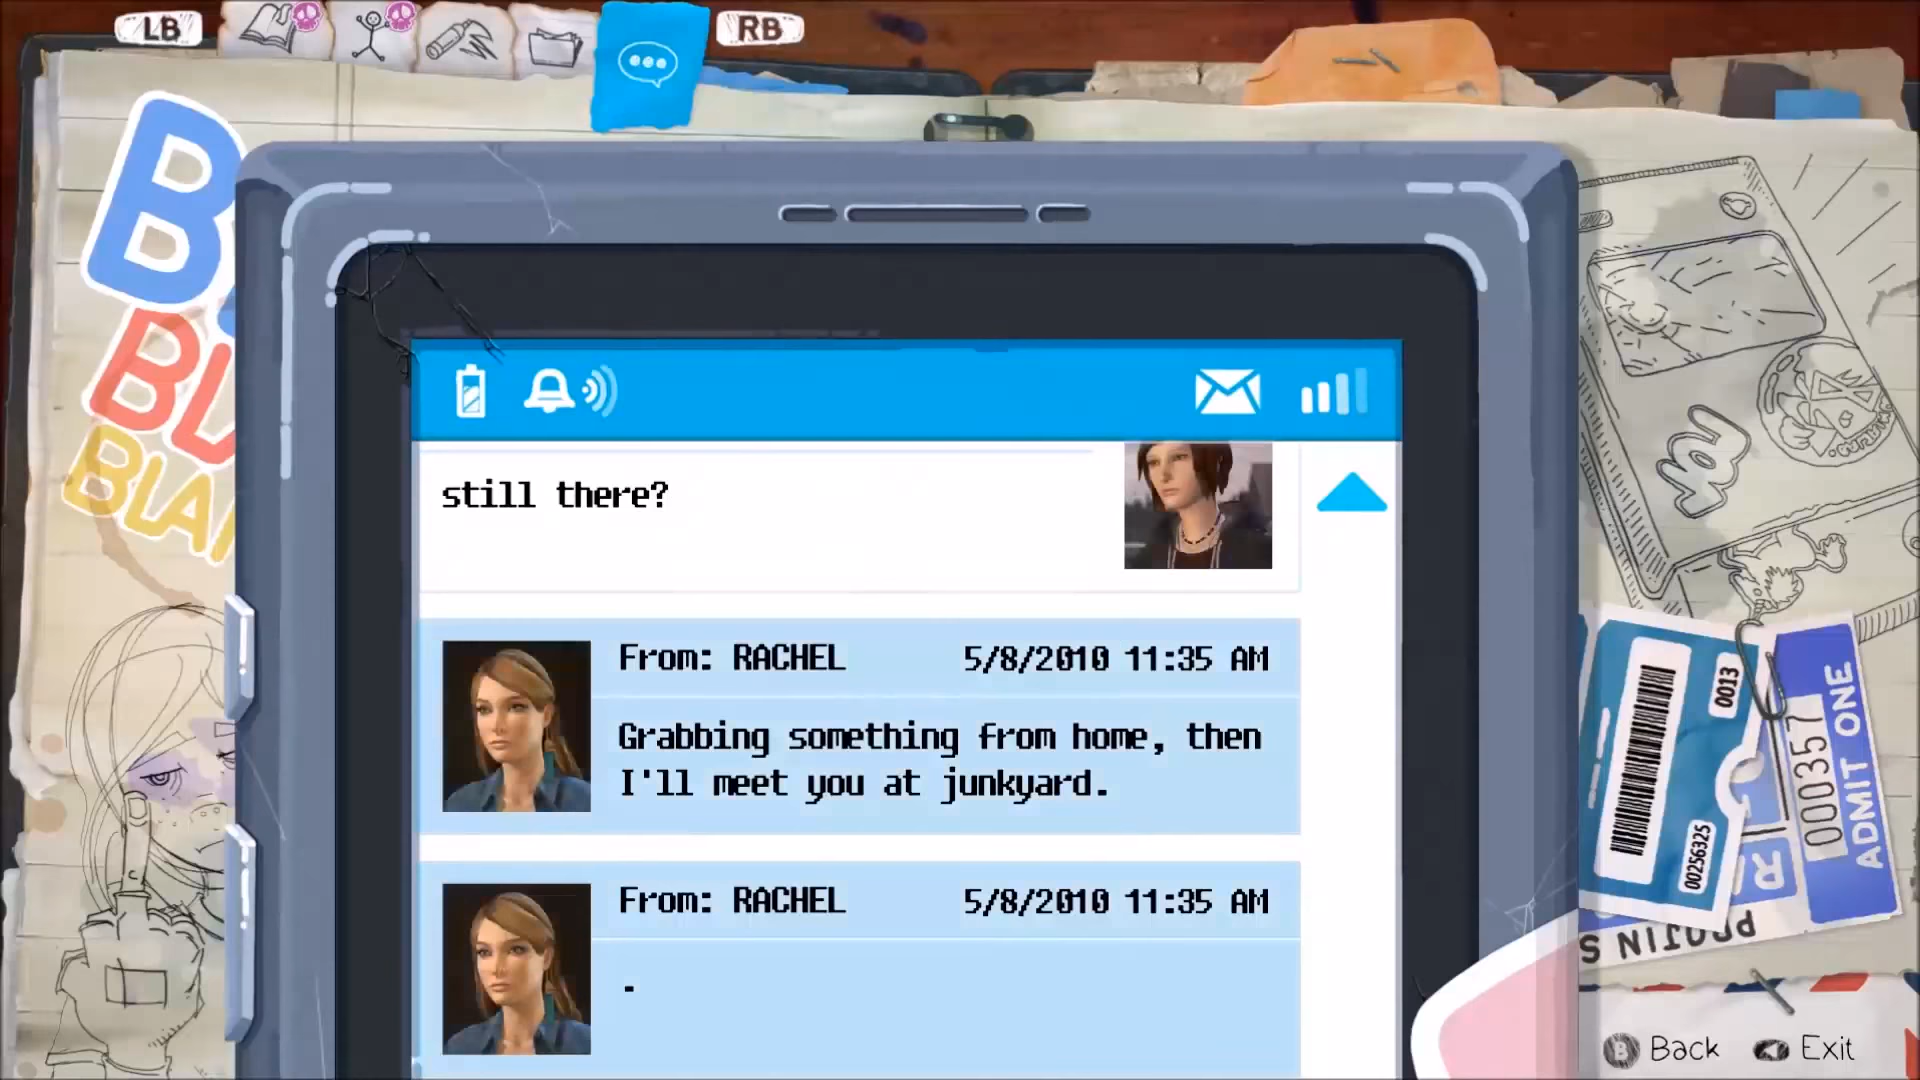 LB
RB
still there?
From: RACHEL
5/8/2010 11:35 AM
Grabbing something from home, then
I'll meet you at junkyard.
From: RACHEL
5/8/2010 11:35 AM
-
0013
00256325
000357
ADMIT ONE
B Back
Exit